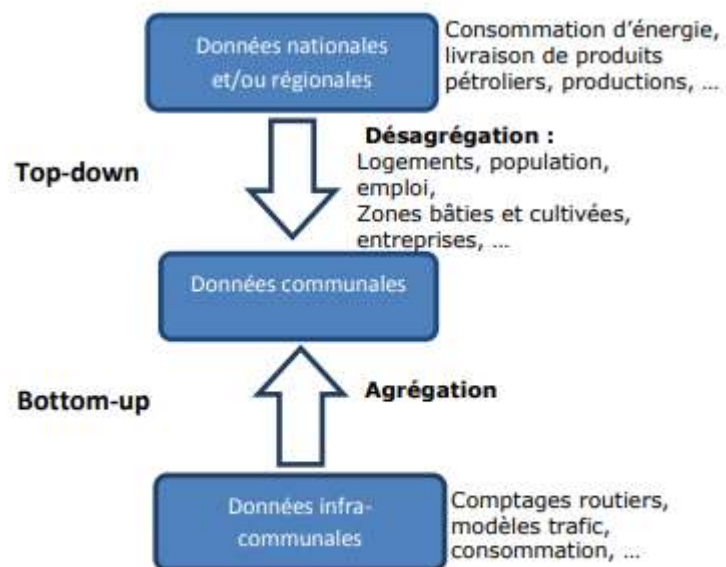 Données nationales
et/ou régionales
Consommation d'énergie,
livraison de produits
pétroliers, productions, ...
Top-down
Désagrégation :
Logements, population,
emploi,
Zones bâties et cultivées,
entreprises, ...
Données communales
Bottom-up
Agrégation
Données infra-
communales
Comptages routiers,
modèles trafic,
consommation, ...